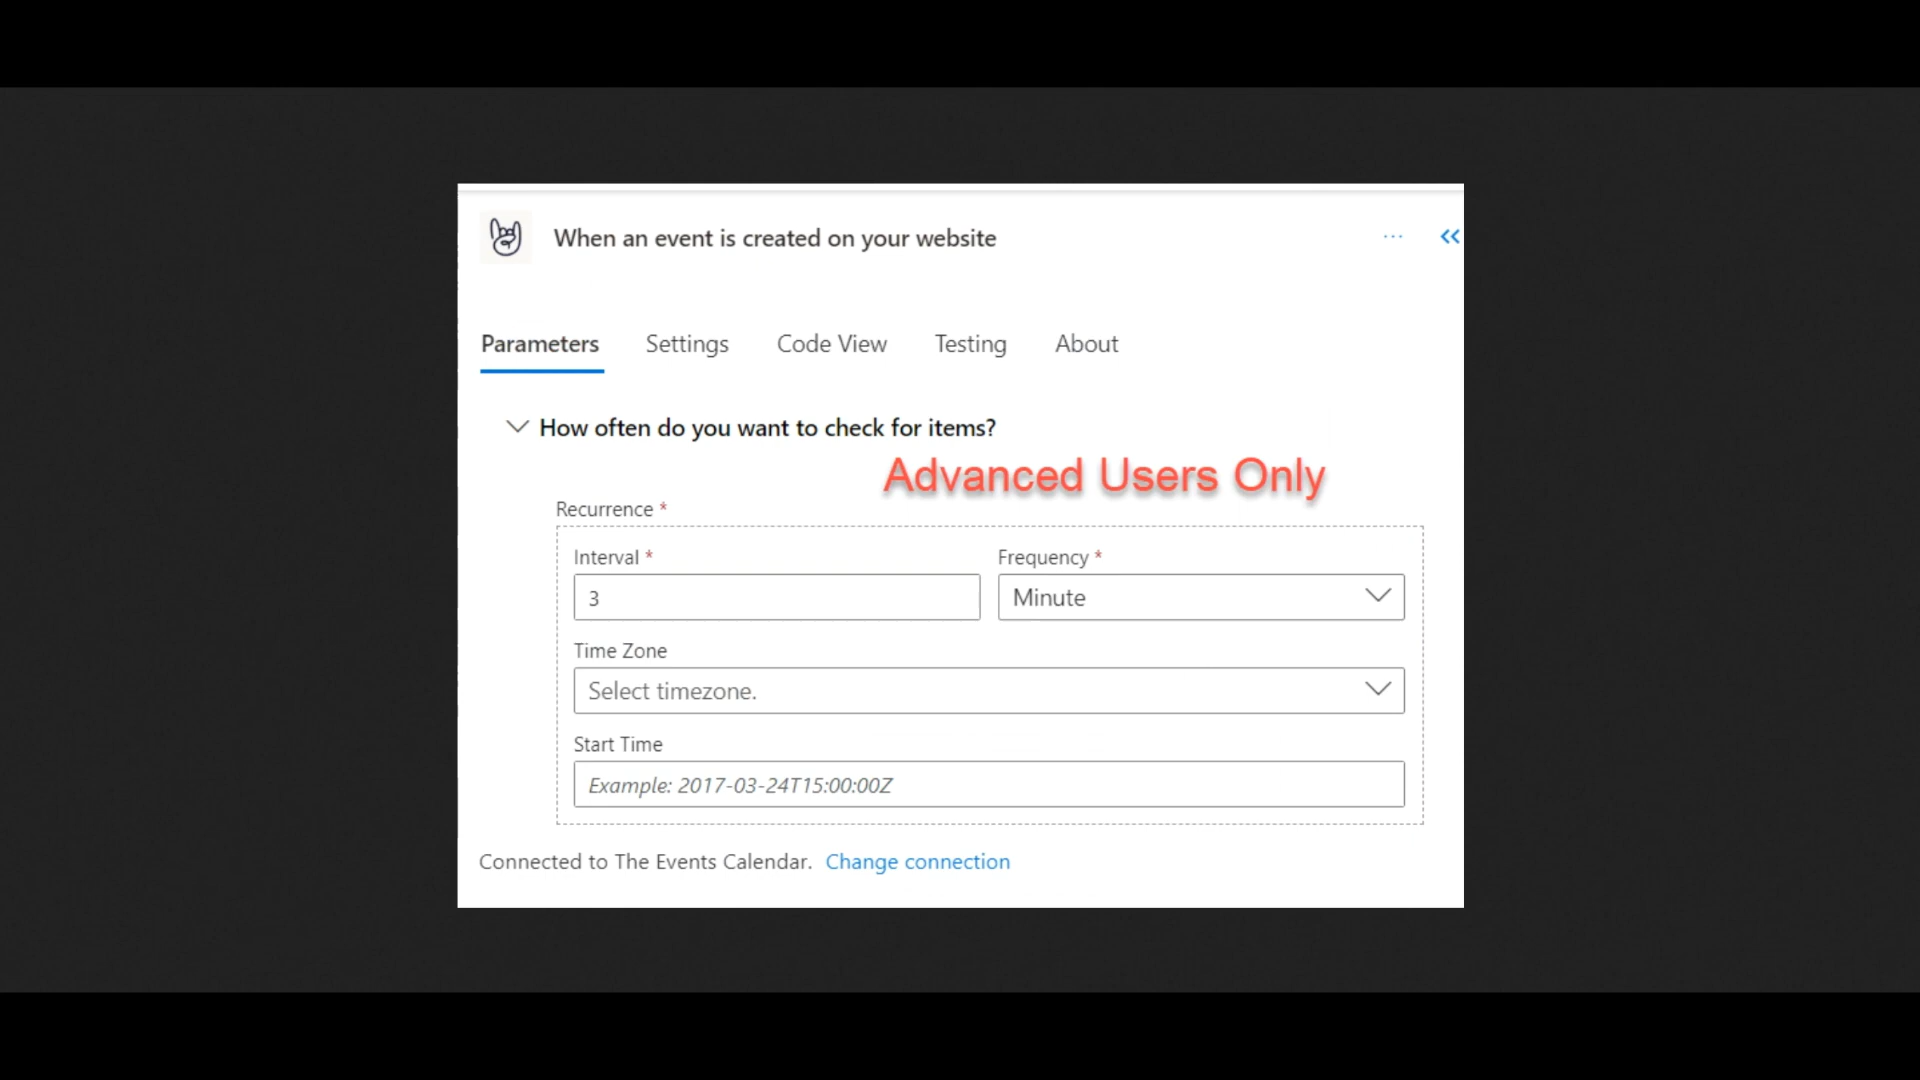 When an event is created on your website
Parameters Settings Code View Testing About
How often do you want to check for items?
Advanced Users Only
Recurrence *
Interval * Frequency *
3 Minute
Time Zone
Select timezone.
Start Time
Example: 2017-03-24T15:00:00Z
Connected to The Events Calendar. Change connection